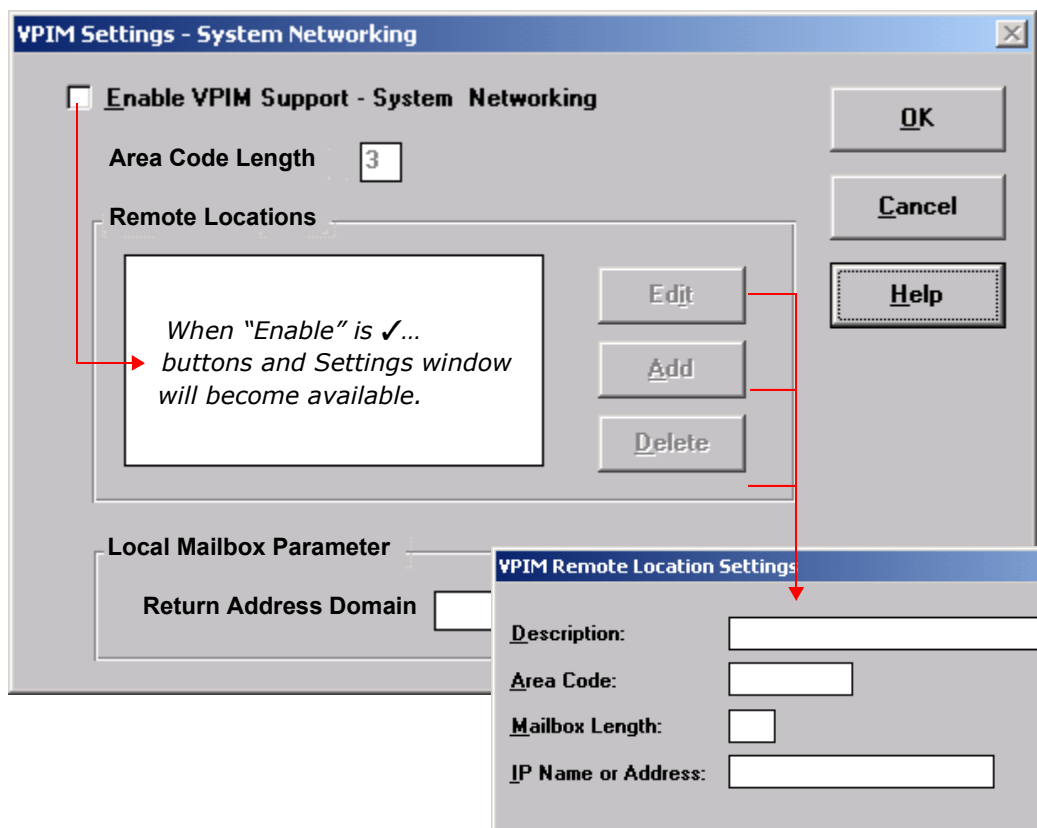 VPIM Settings - System Networking
Enable VPIM Support - System Networking
OK
Area Code Length 3
Cancel
Remote Locations
Help
When “Enable” is ✓…
buttons and Settings window
will become available.
Edit
Add
Delete
Local Mailbox Parameter
Return Address Domain
VPIM Remote Location Settings
Description:
Area Code:
Mailbox Length:
IP Name or Address: